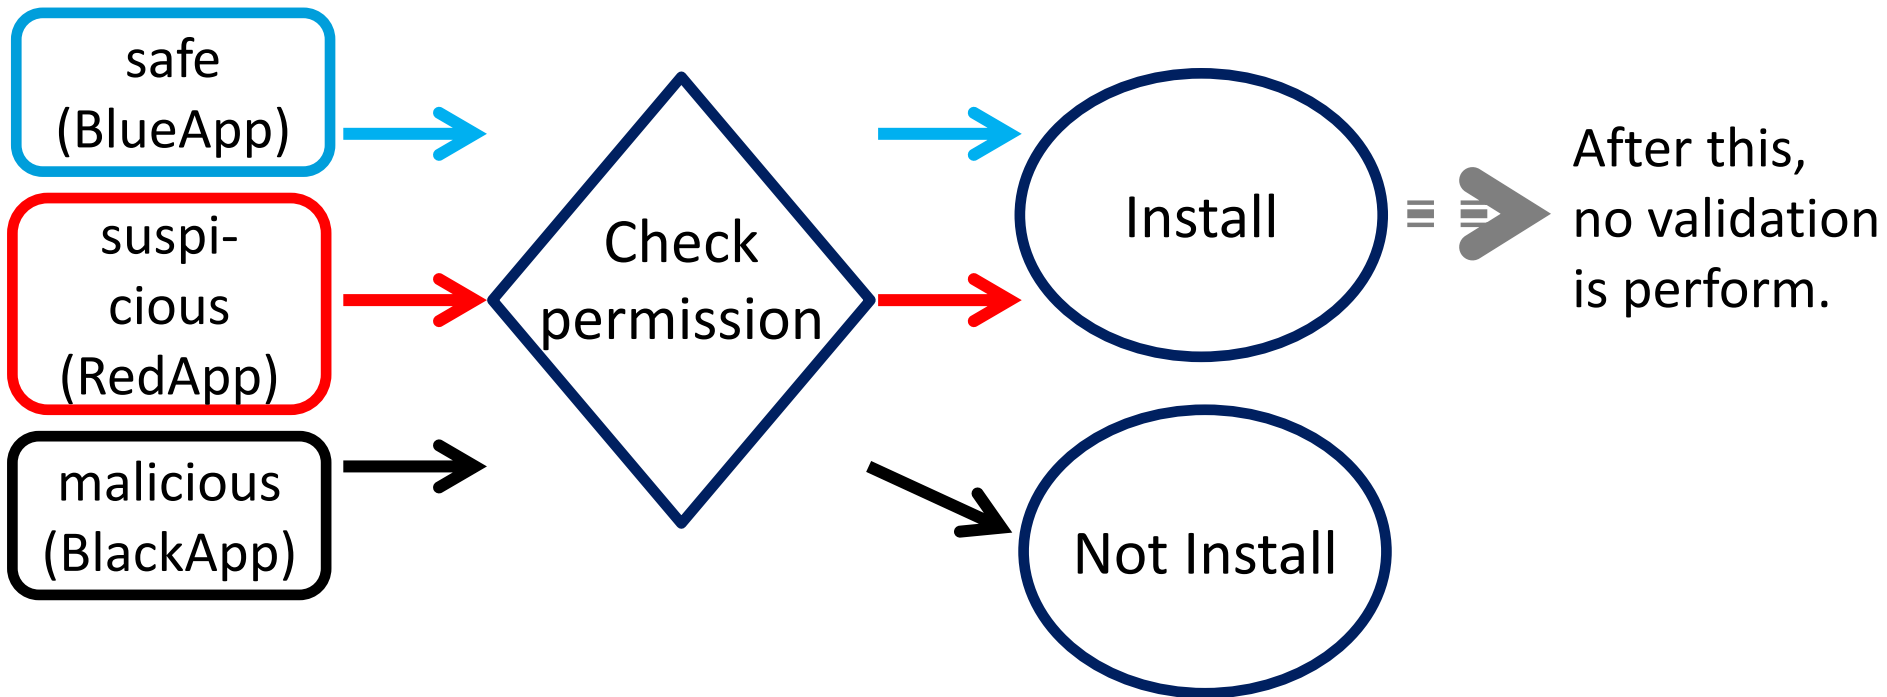 safe
(BlueApp)
suspi-
cious
(RedApp)
malicious
(BlackApp)
Check
permission
Install
Not Install
After this,
no validation
is perform.